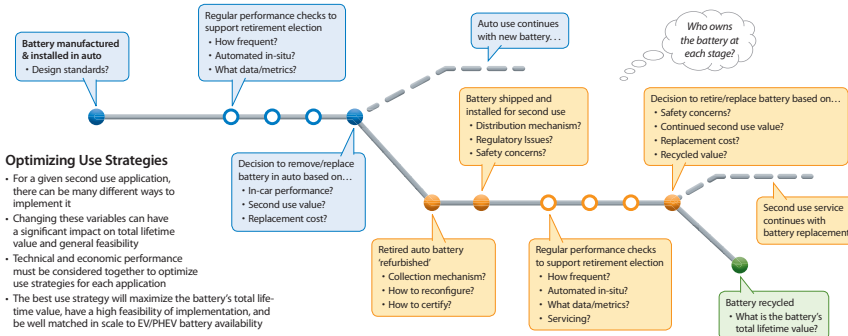 Battery manufactured
& installed in auto
• Design standards?
Regular performance checks to
support retirement election
• How frequent?
• Automated in-situ?
• What data/metrics?
Auto use continues
with new battery…
Who owns
the battery at
each stage?
Battery shipped and
installed for second use
• Distribution mechanism?
• Regulatory Issues?
• Safety concerns?
Decision to retire/replace battery based on…
• Safety concerns?
• Continued second use value?
• Replacement cost?
• Recycled value?
Optimizing Use Strategies
• For a given second use application,
there can be many different ways to
implement it
• Changing these variables can have
a significant impact on total lifetime
value and general feasibility
• Technical and economic performance
must be considered together to optimize
use strategies for each application
• The best use strategy will maximize the battery's total life-
time value, have a high feasibility of implementation, and
be well matched in scale to EV/PHEV battery availability
Decision to remove/replace
battery in auto based on…
• In-car performance?
• Second use value?
• Replacement cost?
Retired auto battery
'refurbished'
• Collection mechanism?
• How to reconfigure?
• How to certify?
Regular performance checks
to support retirement election
• How frequent?
• Automated in-situ?
• What data/metrics?
• Servicing?
Second use service
continues with
battery replacement
Battery recycled
• What is the battery's
total lifetime value?